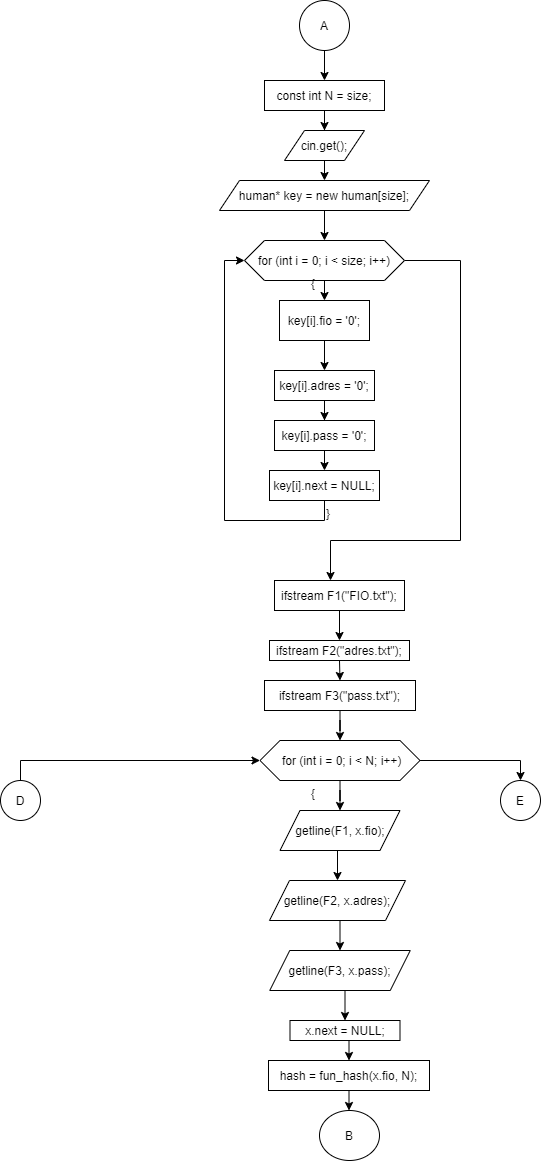 A
const int N = size;
cin.get();
human* key = new human[size];
for (int i = 0; i < size; i++)
{
key[i].fio = '0';
key[i].adres = '0';
key[i].pass = '0';
key[i].next = NULL;
}
ifstream F1("FIO.txt");
ifstream F2("adres.txt");
ifstream F3("pass.txt");
for (int i = 0; i < N; i++)
D
E
{
getline(F1, x.fio);
getline(F2, x.adres);
getline(F3, x.pass);
x.next = NULL;
hash = fun_hash(x.fio, N);
B